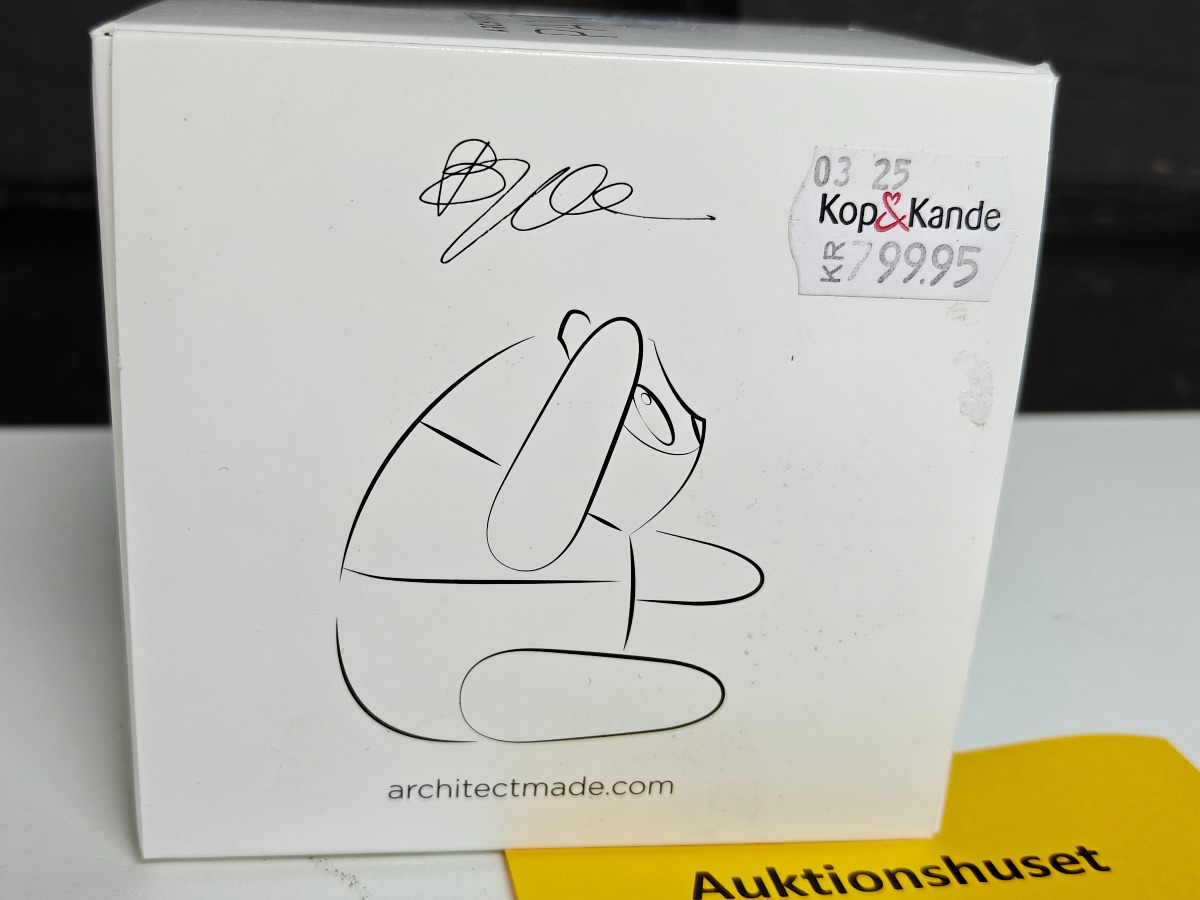 03 25
Kop&Kande
KR 799.95
architectmade.com
Auktionshuset